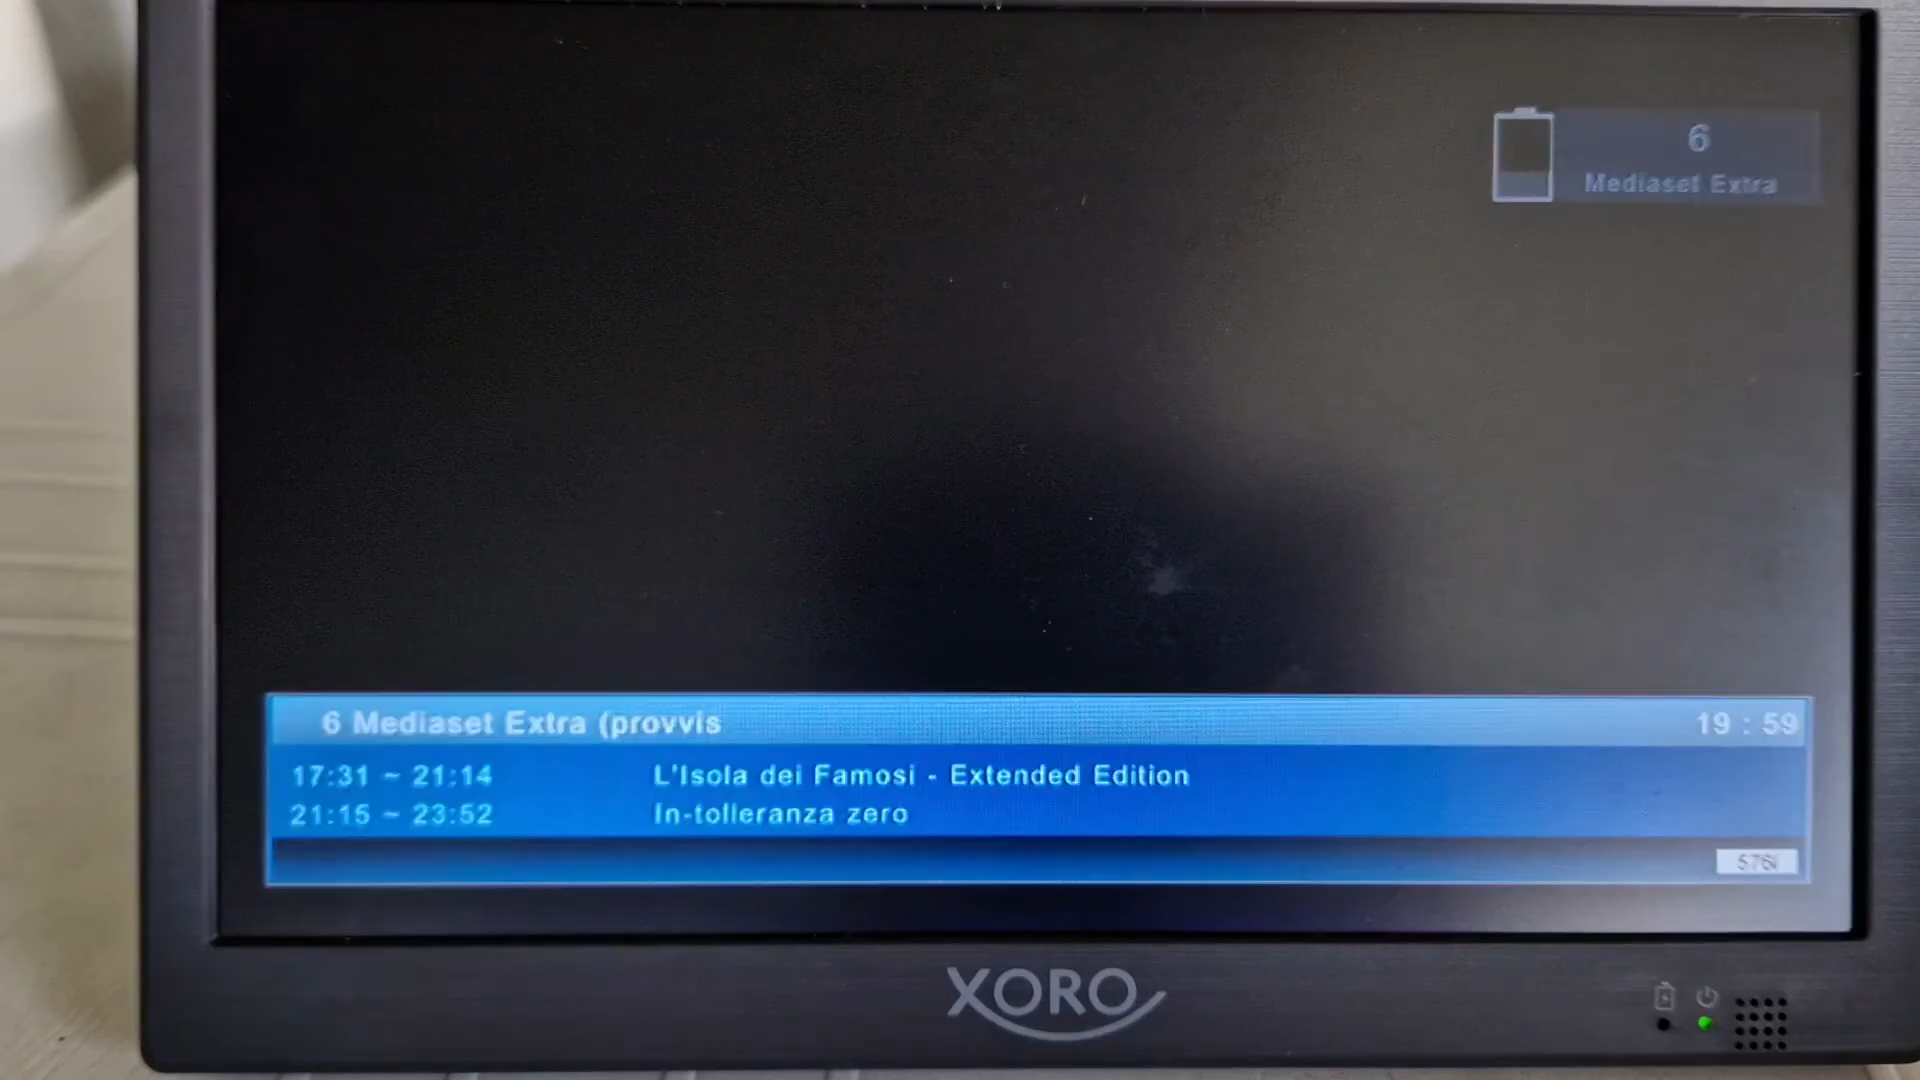 6
Mediaset Extra
6 Mediaset Extra (provvis
19 : 59
17:31 ~ 21:14 L'Isola dei Famosi - Extended Edition
21:15 ~ 23:52 In-tolleranza zero
576i
XORO